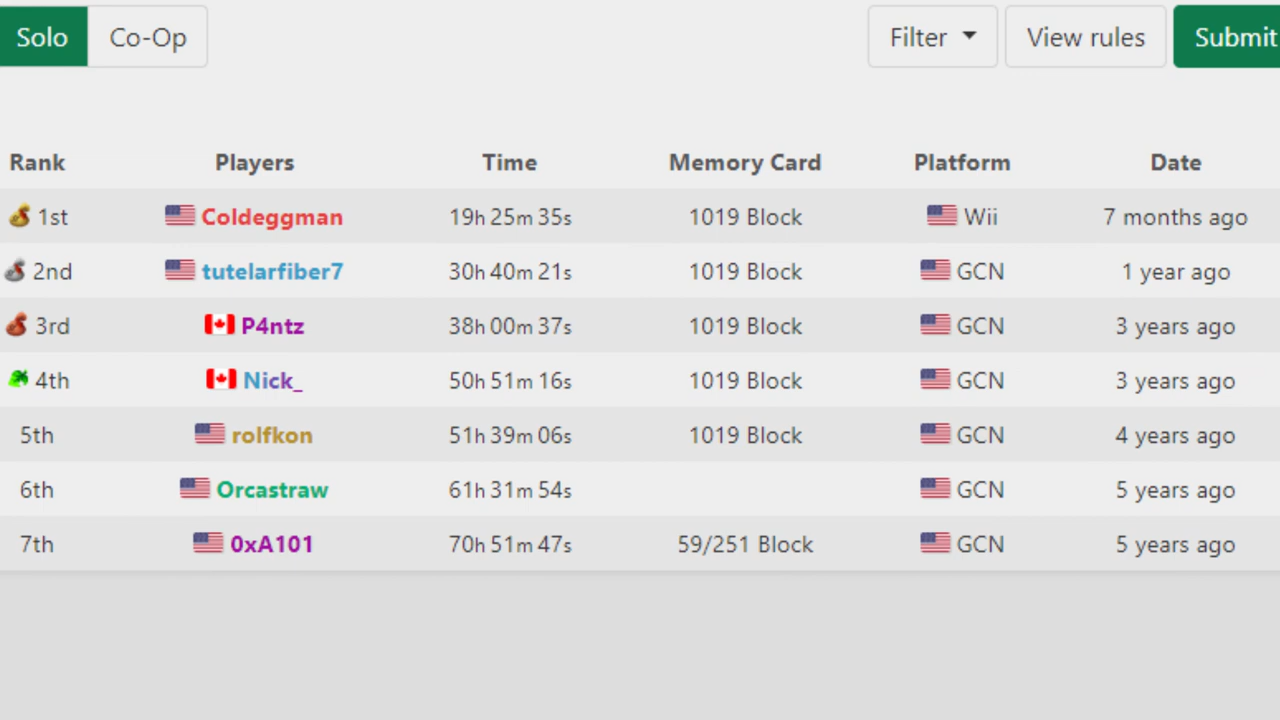 Solo Co-Op Filter View rules Submit
Rank Players Time Memory Card Platform Date
1st Coldeggman 19h 25m 35s 1019 Block Wii 7 months ago
2nd tutelarfiber7 30h 40m 21s 1019 Block GCN 1 year ago
3rd P4ntz 38h 00m 37s 1019 Block GCN 3 years ago
4th Nick_ 50h 51m 16s 1019 Block GCN 3 years ago
5th rolfkon 51h 39m 06s 1019 Block GCN 4 years ago
6th Orcastraw 61h 31m 54s GCN 5 years ago
7th 0xA101 70h 51m 47s 59/251 Block GCN 5 years ago